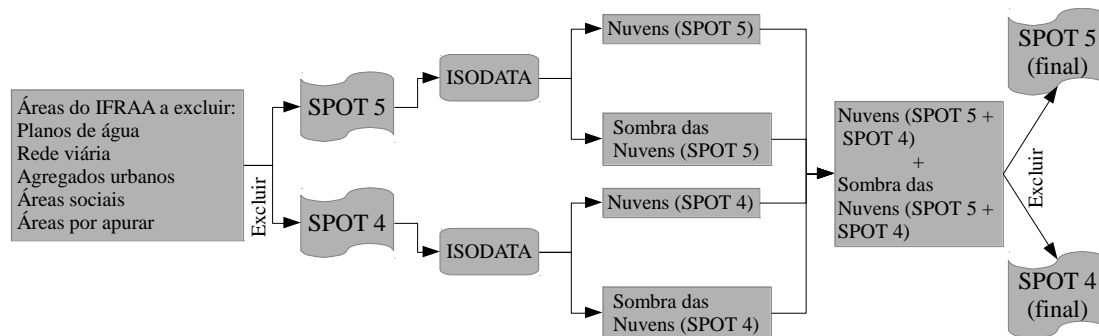 Áreas do IFRAA a excluir:
Planos de água
Rede viária
Agregados urbanos
Áreas sociais
Áreas por apurar
Excluir
SPOT 5
SPOT 4
ISODATA
ISODATA
Nuvens (SPOT 5)
Sombra das
Nuvens (SPOT 5)
Nuvens (SPOT 4)
Sombra das
Nuvens (SPOT 4)
Nuvens (SPOT 5 +
SPOT 4)
+
Sombra das
Nuvens (SPOT 5 +
SPOT 4)
Excluir
SPOT 5
(final)
SPOT 4
(final)